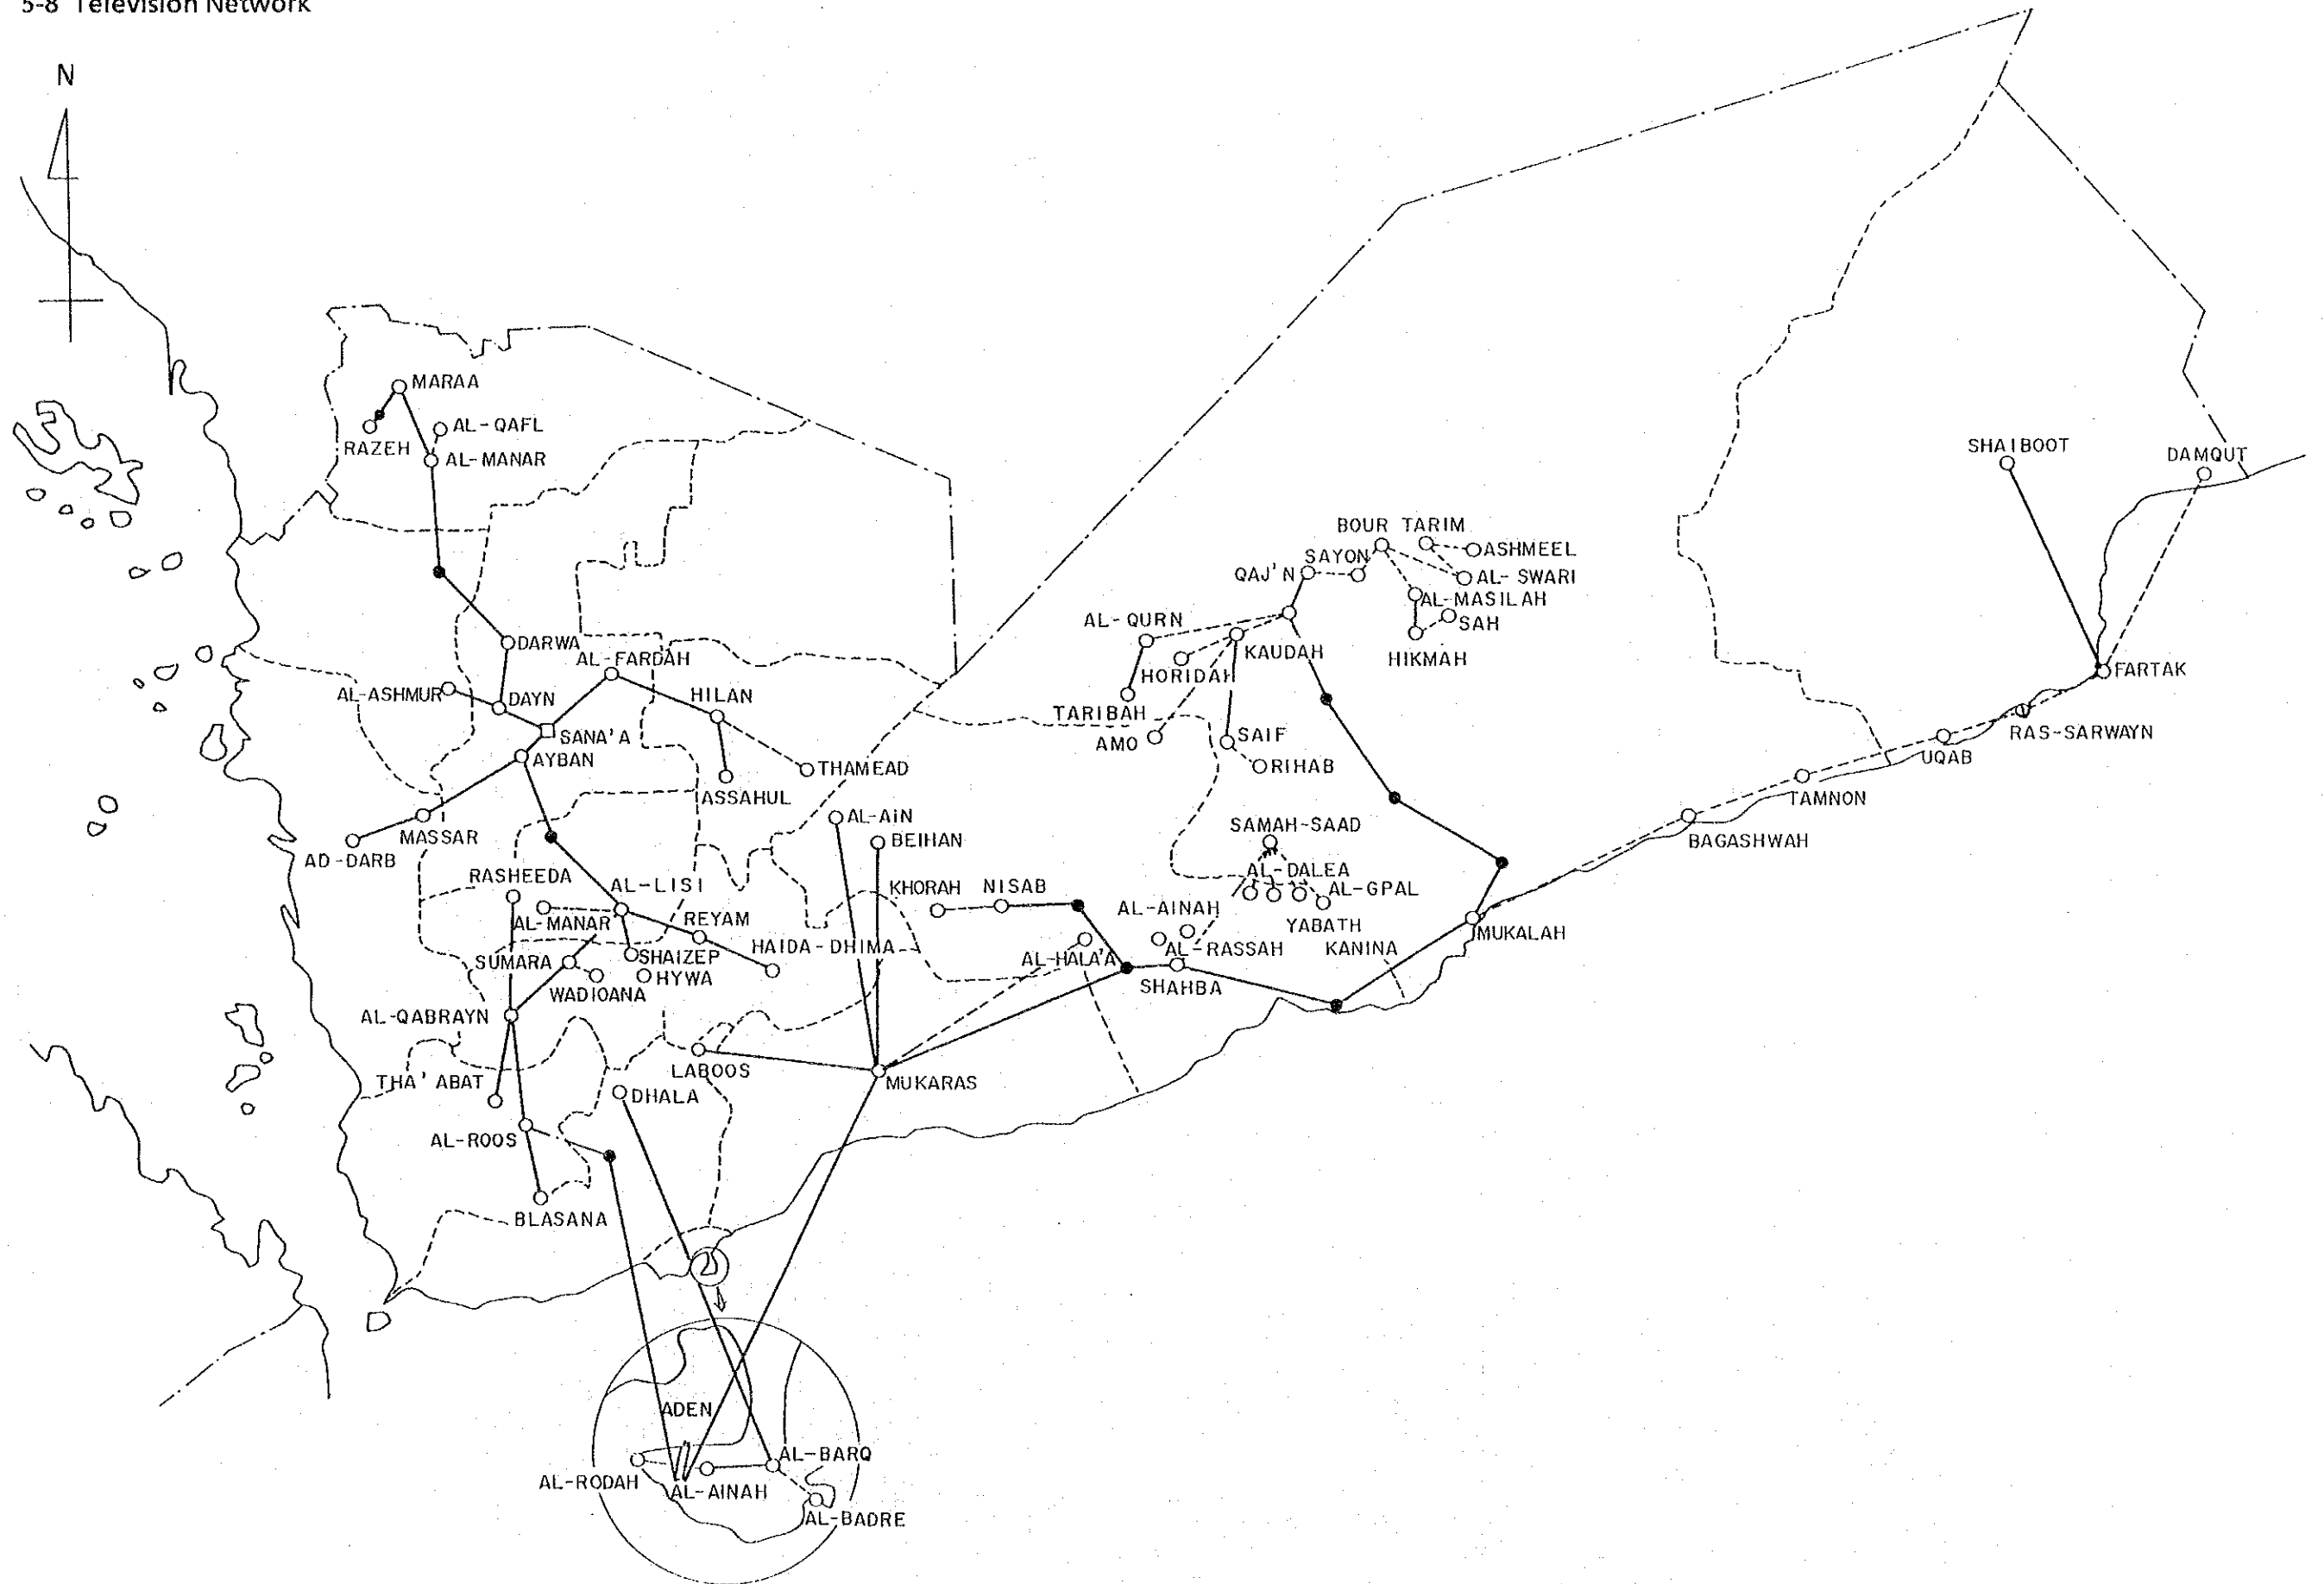 5-8 Television Network
N
MARAA
AL-QAFL
RAZEH
AL-MANAR
SHAIBOOT
DAMQUT
BOUR
TARIM
SAYON
ASHMEEL
QAJ'N
AL-SWARI
AL-MASILAH
AL-QURN
SAH
DARWA
KAUDAH
HIKMAH
AL-FARDAH
HORIDAH
FARTAK
AL-ASHMUR
DAYN
HILAN
TARIBAH
SANA'A
AMO
SAIF
RAS-SARWAYN
AYBAN
THAMEAD
RIHAB
UQAB
ASSAHUL
TAMNON
AL-AIN
SAMAH-SAAD
MASSAR
BEIHAN
BAGASHWAH
AD-DARB
RASHEEDA
AL-LISI
KHORAH
NISAB
AL-DALEA
AL-GPAL
AL-MANAR
REYAM
AL-AINAH
YABATH
HAIDA-DHIMA
AL-RASSAH
KANINA
MUKALAH
SUMARA
SHAIZEP
AL-HALA'A
HYWA
WADIOANA
SHAHBA
AL-QABRAYN
LABOOS
THA'ABAT
MUKARAS
DHALA
AL-ROOS
BLASANA
ADEN
AL-BARQ
AL-RODAH
AL-AINAH
AL-BADRE